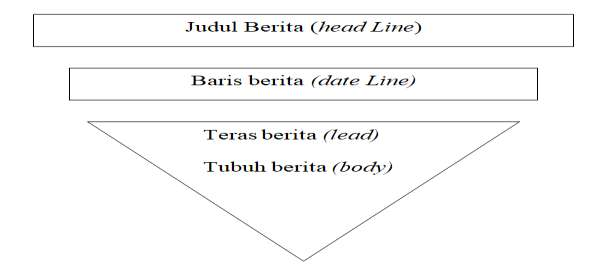 Judul Berita (head Line)
Baris berita (date Line)
Teras berita (lead)
Tubuh berita (body)